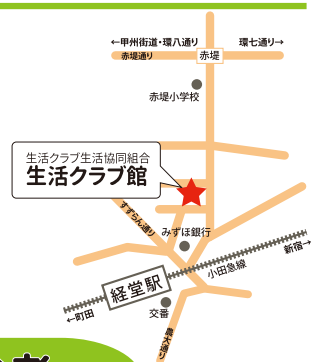 ←甲州街道・環八通り 環七通り→
赤堤通り
赤堤
赤堤小学校
生活クラブ生活協同組合
生活クラブ館
すずらん通り
みずほ銀行
新宿→
小田急線
経堂駅
←町田
交番
農大通り